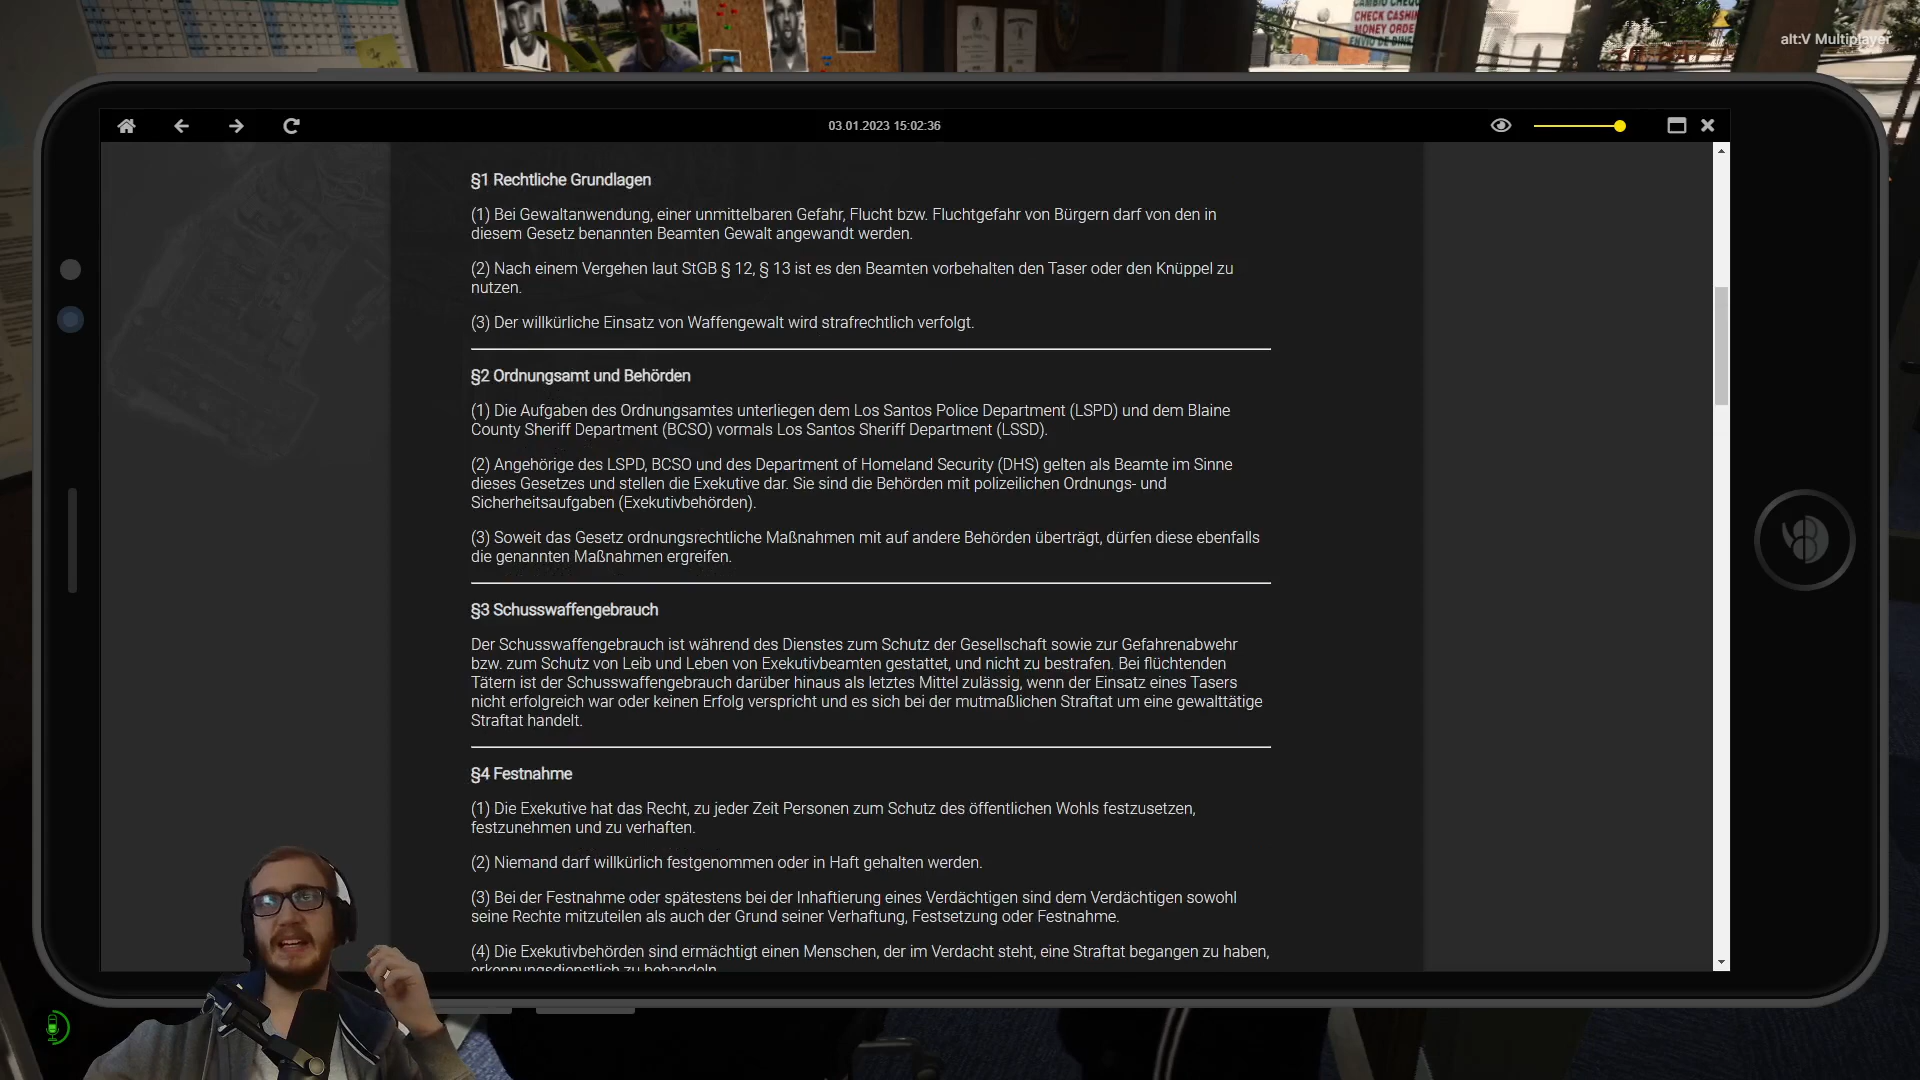 CAMBIO CHEQUE
CHECK CASHING
MONEY ORDER
ENVIO DE DINERO
alt:V Multiplayer
03.01.2023 15:02:36
§1 Rechtliche Grundlagen
(1) Bei Gewaltanwendung, einer unmittelbaren Gefahr, Flucht bzw. Fluchtgefahr von Bürgern darf von den in
diesem Gesetz benannten Beamten Gewalt angewandt werden.
(2) Nach einem Vergehen laut StGB § 12, § 13 ist es den Beamten vorbehalten den Taser oder den Knüppel zu
nutzen.
(3) Der willkürliche Einsatz von Waffengewalt wird strafrechtlich verfolgt.
§2 Ordnungsamt und Behörden
(1) Die Aufgaben des Ordnungsamtes unterliegen dem Los Santos Police Department (LSPD) und dem Blaine
County Sheriff Department (BCSO) vormals Los Santos Sheriff Department (LSSD).
(2) Angehörige des LSPD, BCSO und des Department of Homeland Security (DHS) gelten als Beamte im Sinne
dieses Gesetzes und stellen die Exekutive dar. Sie sind die Behörden mit polizeilichen Ordnungs- und
Sicherheitsaufgaben (Exekutivbehörden).
(3) Soweit das Gesetz ordnungsrechtliche Maßnahmen mit auf andere Behörden überträgt, dürfen diese ebenfalls
die genannten Maßnahmen ergreifen.
§3 Schusswaffengebrauch
Der Schusswaffengebrauch ist während des Dienstes zum Schutz der Gesellschaft sowie zur Gefahrenabwehr
bzw. zum Schutz von Leib und Leben von Exekutivbeamten gestattet, und nicht zu bestrafen. Bei flüchtenden
Tätern ist der Schusswaffengebrauch darüber hinaus als letztes Mittel zulässig, wenn der Einsatz eines Tasers
nicht erfolgreich war oder keinen Erfolg verspricht und es sich bei der mutmaßlichen Straftat um eine gewalttätige
Straftat handelt.
§4 Festnahme
(1) Die Exekutive hat das Recht, zu jeder Zeit Personen zum Schutz des öffentlichen Wohls festzusetzen,
festzunehmen und zu verhaften.
(2) Niemand darf willkürlich festgenommen oder in Haft gehalten werden.
(3) Bei der Festnahme oder spätestens bei der Inhaftierung eines Verdächtigen sind dem Verdächtigen sowohl
seine Rechte mitzuteilen als auch der Grund seiner Verhaftung, Festsetzung oder Festnahme.
(4) Die Exekutivbehörden sind ermächtigt einen Menschen, der im Verdacht steht, eine Straftat begangen zu haben,
erkennungsdienstlich zu behandeln